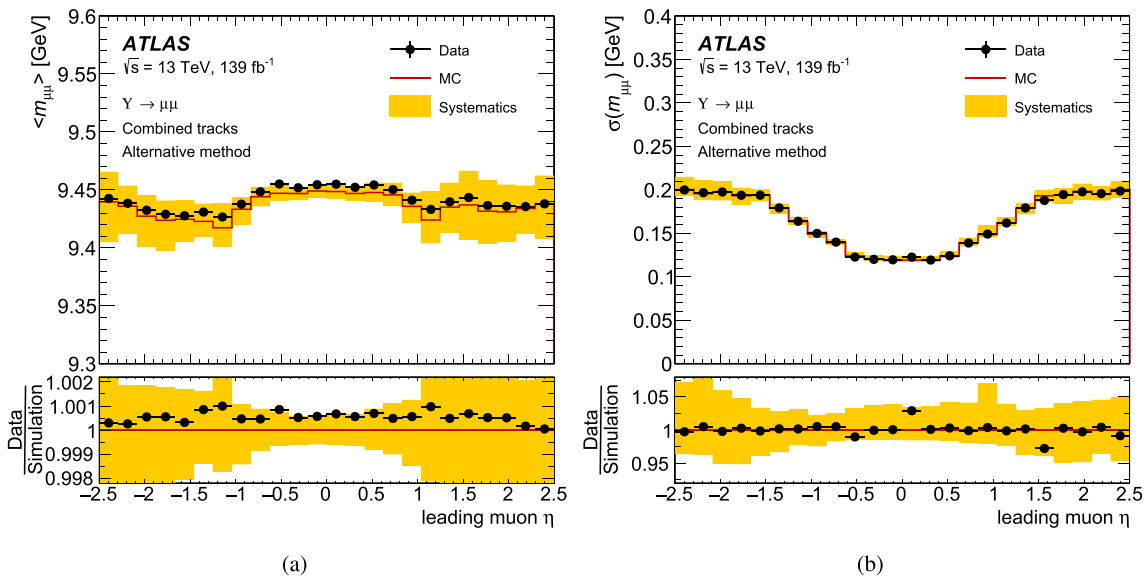 <m_μμ> [GeV]
9.6
9.55
9.5
9.45
9.4
9.35
9.3
ATLAS
√s = 13 TeV, 139 fb⁻¹
Υ → μμ
Combined tracks
Alternative method
Data
MC
Systematics
Data
Simulation
1.002
1.001
1
0.999
0.998
−2.5 −2 −1.5 −1 −0.5 0 0.5 1 1.5 2 2.5
leading muon η
(a)
σ(m_μμ) [GeV]
0.4
0.35
0.3
0.25
0.2
0.15
0.1
0.05
0
ATLAS
√s = 13 TeV, 139 fb⁻¹
Υ → μμ
Combined tracks
Alternative method
Data
MC
Systematics
Data
Simulation
1.05
1
0.95
−2.5 −2 −1.5 −1 −0.5 0 0.5 1 1.5 2 2.5
leading muon η
(b)